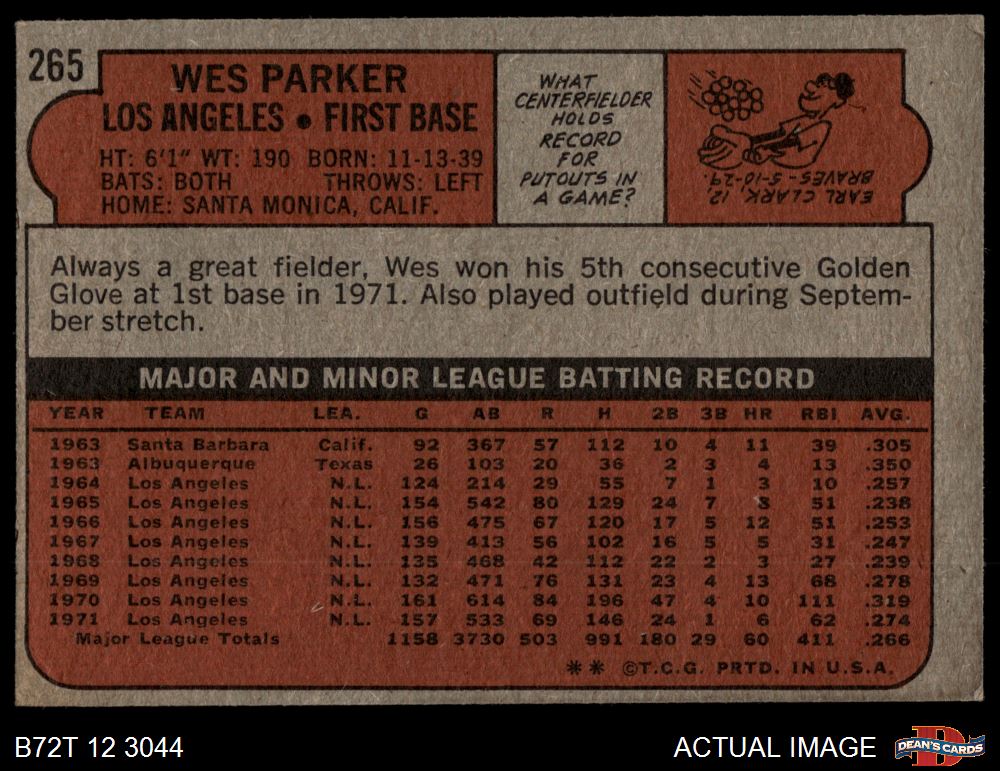 265
WES PARKER
LOS ANGELES • FIRST BASE
HT: 6'1" WT: 190 BORN: 11-13-39
BATS: BOTH THROWS: LEFT
HOME: SANTA MONICA, CALIF.
WHAT
CENTERFIELDER
HOLDS
RECORD
FOR
PUTOUTS IN
A GAME?
EARL CLARK, 12,
BRAVES - 5-10-29.
Always a great fielder, Wes won his 5th consecutive Golden
Glove at 1st base in 1971. Also played outfield during Septem-
ber stretch.
MAJOR AND MINOR LEAGUE BATTING RECORD
YEAR TEAM LEA. G AB R H 2B 3B HR RBI AVG.
1963 Santa Barbara Calif. 92 367 57 112 10 4 11 39 .305
1963 Albuquerque Texas 26 103 20 36 2 3 4 13 .350
1964 Los Angeles N.L. 124 214 29 55 7 1 3 10 .257
1965 Los Angeles N.L. 154 542 80 129 24 7 8 51 .238
1966 Los Angeles N.L. 156 475 67 120 17 5 12 51 .253
1967 Los Angeles N.L. 139 413 56 102 16 5 5 31 .247
1968 Los Angeles N.L. 135 468 42 112 22 2 3 27 .239
1969 Los Angeles N.L. 132 471 76 131 23 4 13 68 .278
1970 Los Angeles N.L. 161 614 84 196 47 4 10 111 .319
1971 Los Angeles N.L. 157 533 69 146 24 1 6 62 .274
Major League Totals 1158 3730 503 991 180 29 60 411 .266
** ©T.C.G. PRTD. IN U.S.A.
B72T 12 3044
ACTUAL IMAGE
DEAN'S CARDS